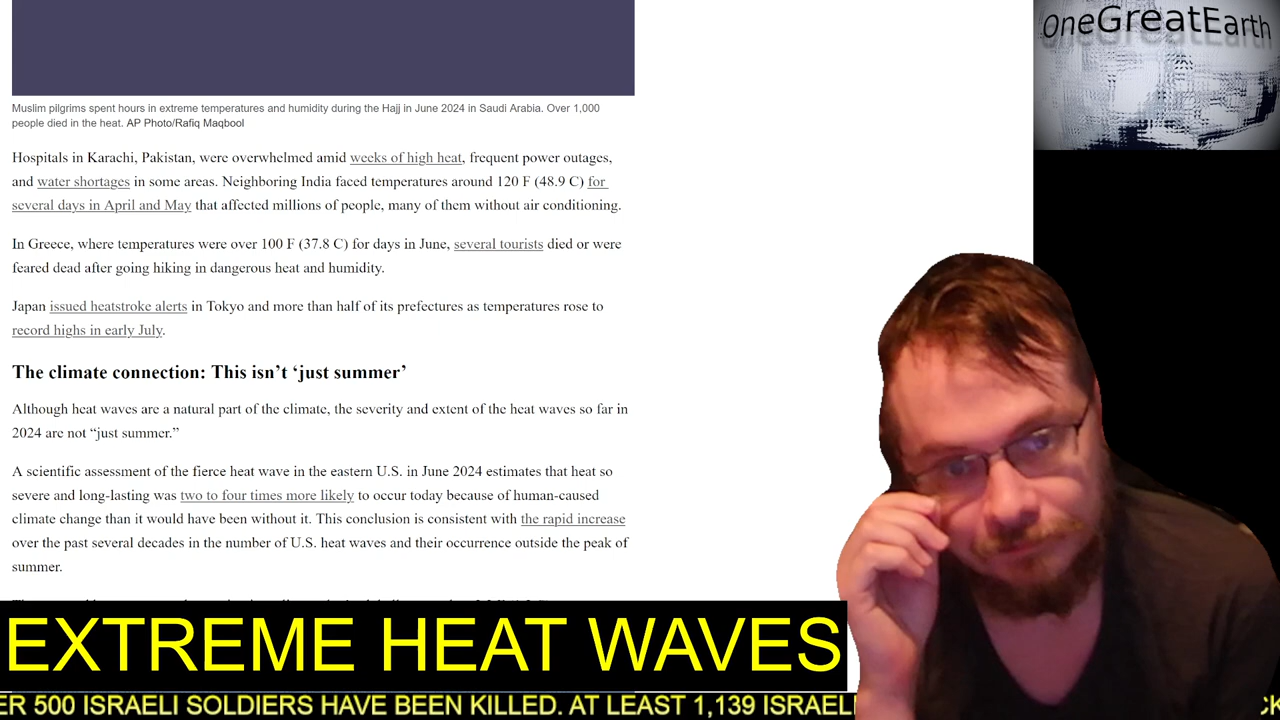 OneGreatEarth
Muslim pilgrims spent hours in extreme temperatures and humidity during the Hajj in June 2024 in Saudi Arabia. Over 1,000
people died in the heat. AP Photo/Rafiq Maqbool
Hospitals in Karachi, Pakistan, were overwhelmed amid weeks of high heat, frequent power outages,
and water shortages in some areas. Neighboring India faced temperatures around 120 F (48.9 C) for
several days in April and May that affected millions of people, many of them without air conditioning.
In Greece, where temperatures were over 100 F (37.8 C) for days in June, several tourists died or were
feared dead after going hiking in dangerous heat and humidity.
Japan issued heatstroke alerts in Tokyo and more than half of its prefectures as temperatures rose to
record highs in early July.
The climate connection: This isn’t ‘just summer’
Although heat waves are a natural part of the climate, the severity and extent of the heat waves so far in
2024 are not “just summer.”
A scientific assessment of the fierce heat wave in the eastern U.S. in June 2024 estimates that heat so
severe and long-lasting was two to four times more likely to occur today because of human-caused
climate change than it would have been without it. This conclusion is consistent with the rapid increase
over the past several decades in the number of U.S. heat waves and their occurrence outside the peak of
summer.
EXTREME HEAT WAVES
ER 500 ISRAELI SOLDIERS HAVE BEEN KILLED. AT LEAST 1,139 ISRAELI